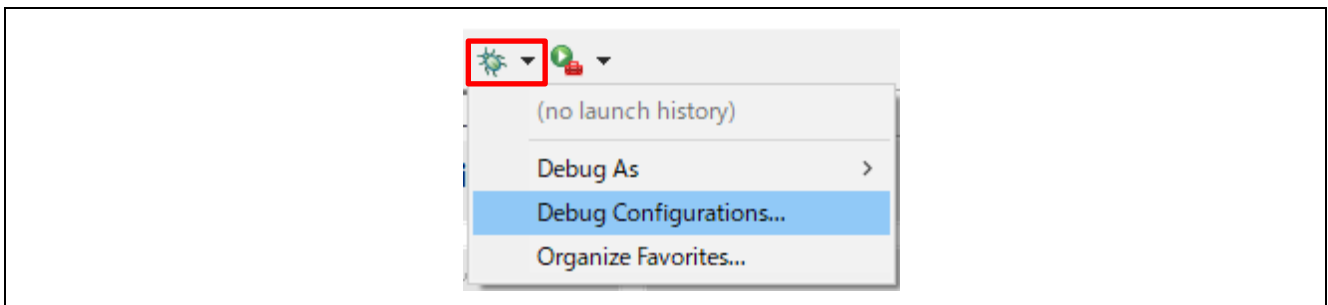 (no launch history)
Debug As
Debug Configurations...
Organize Favorites...